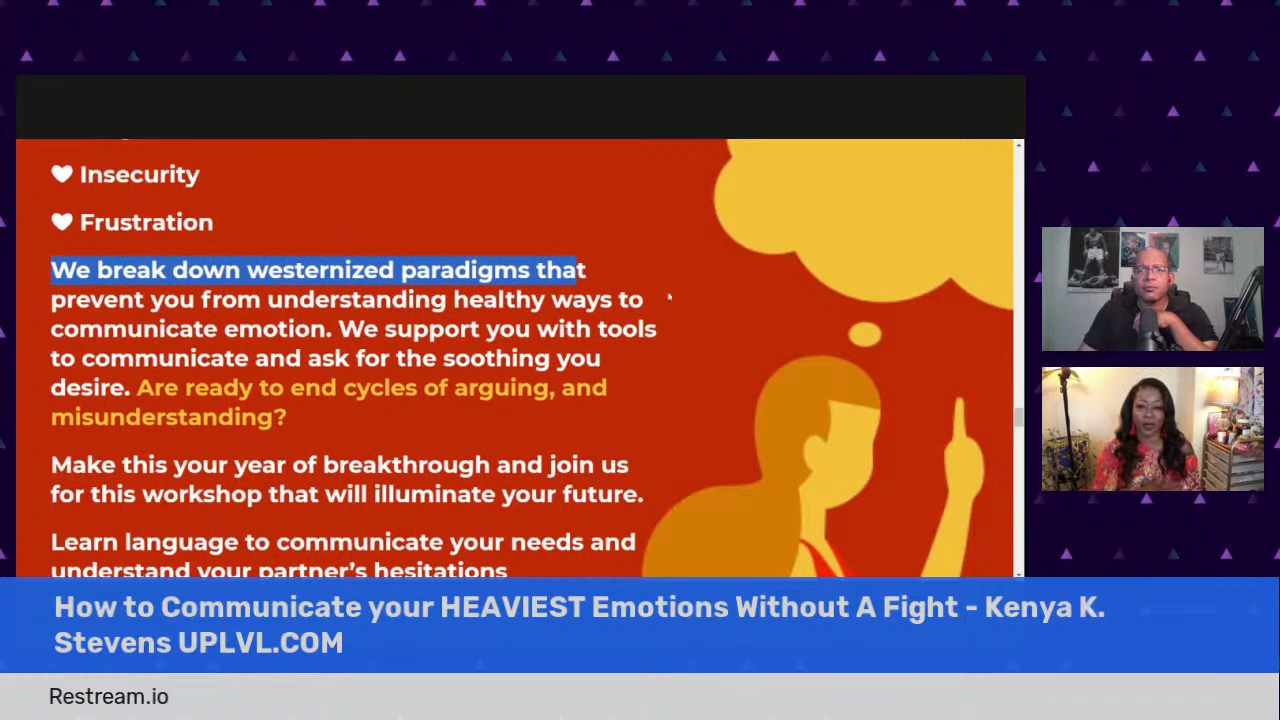 Insecurity
Frustration
We break down westernized paradigms that
prevent you from understanding healthy ways to
communicate emotion. We support you with tools
to communicate and ask for the soothing you
desire. Are ready to end cycles of arguing, and
misunderstanding?
Make this your year of breakthrough and join us
for this workshop that will illuminate your future.
Learn language to communicate your needs and
understand your partner's hesitations
How to Communicate your HEAVIEST Emotions Without A Fight - Kenya K.
Stevens UPLVL.COM
Restream.io